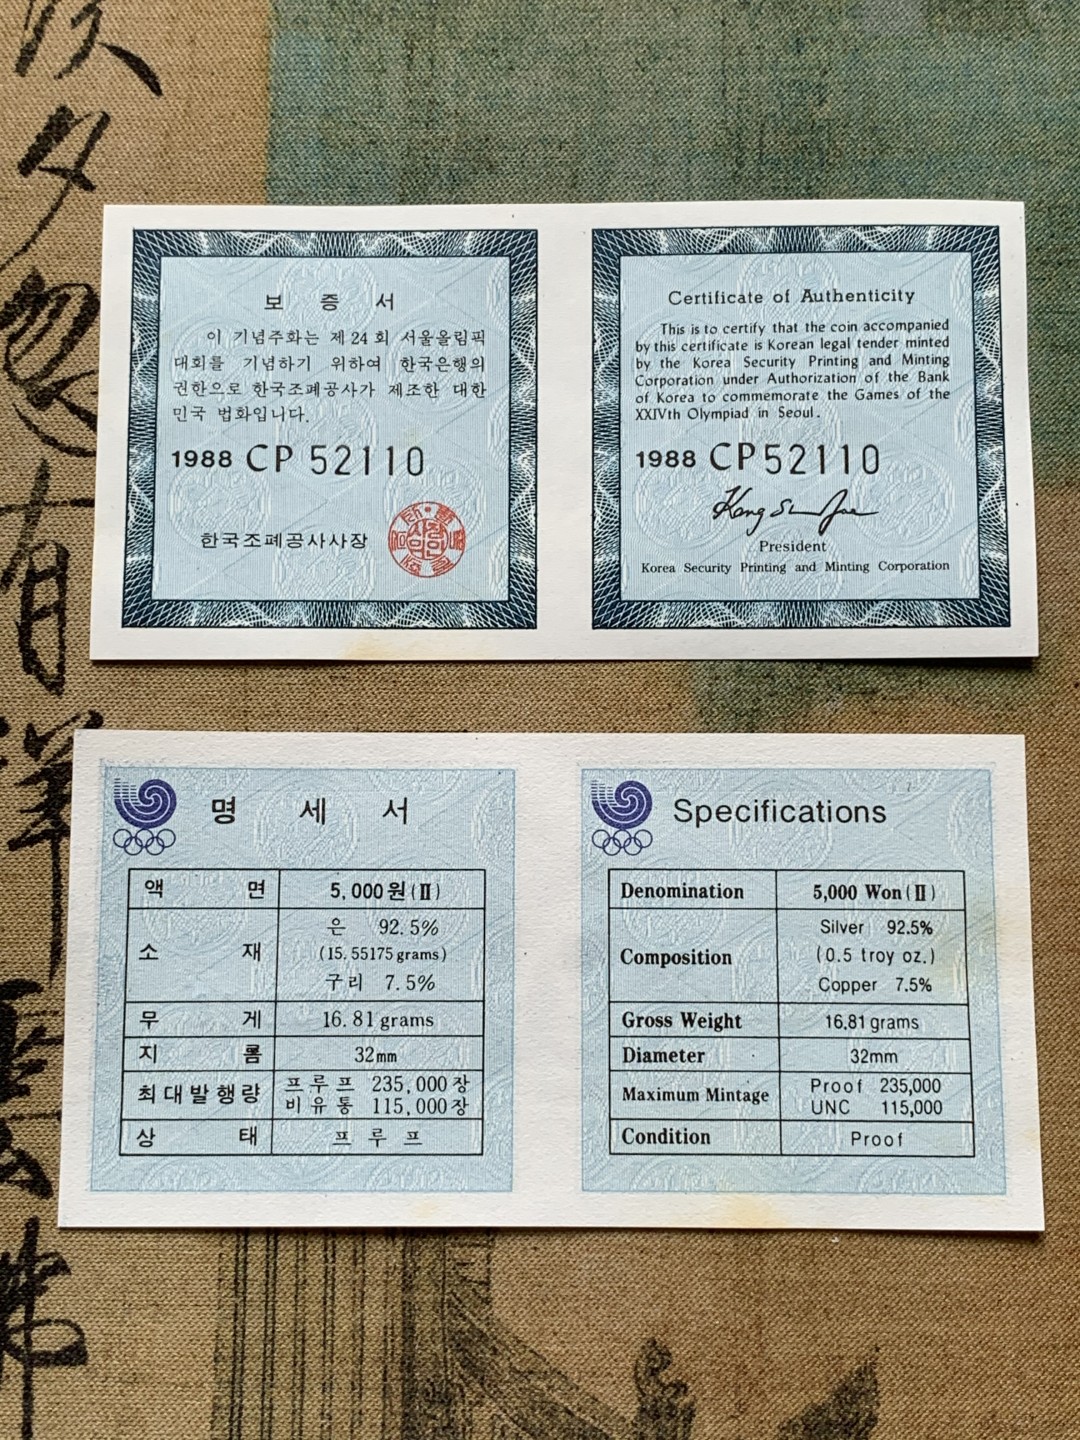 보 증 서
이 기념주화는 제 24 회 서울올림픽
대회를 기념하기 위하여 한국은행의
권한으로 한국조폐공사가 제조한 대한
민국 법화입니다.
1988 CP 52110
한국조폐공사사장
Certificate of Authenticity
This is to certify that the coin accompanied
by this certificate is Korean legal tender minted
by the Korea Security Printing and Minting
Corporation under Authorization of the Bank
of Korea to commemorate the Games of the
XXIVth Olympiad in Seoul.
1988 CP52110
President
Korea Security Printing and Minting Corporation
명 세 서
액 면 5,000원(Ⅱ)
소 재 은 92.5%
(15.55175 grams)
구리 7.5%
무 게 16.81 grams
지 름 32mm
최대발행량 프루프 235,000장
비유통 115,000장
상 태 프루프
Specifications
Denomination 5,000 Won(Ⅱ)
Composition Silver 92.5%
(0.5 troy oz.)
Copper 7.5%
Gross Weight 16.81 grams
Diameter 32mm
Maximum Mintage Proof 235,000
UNC 115,000
Condition Proof